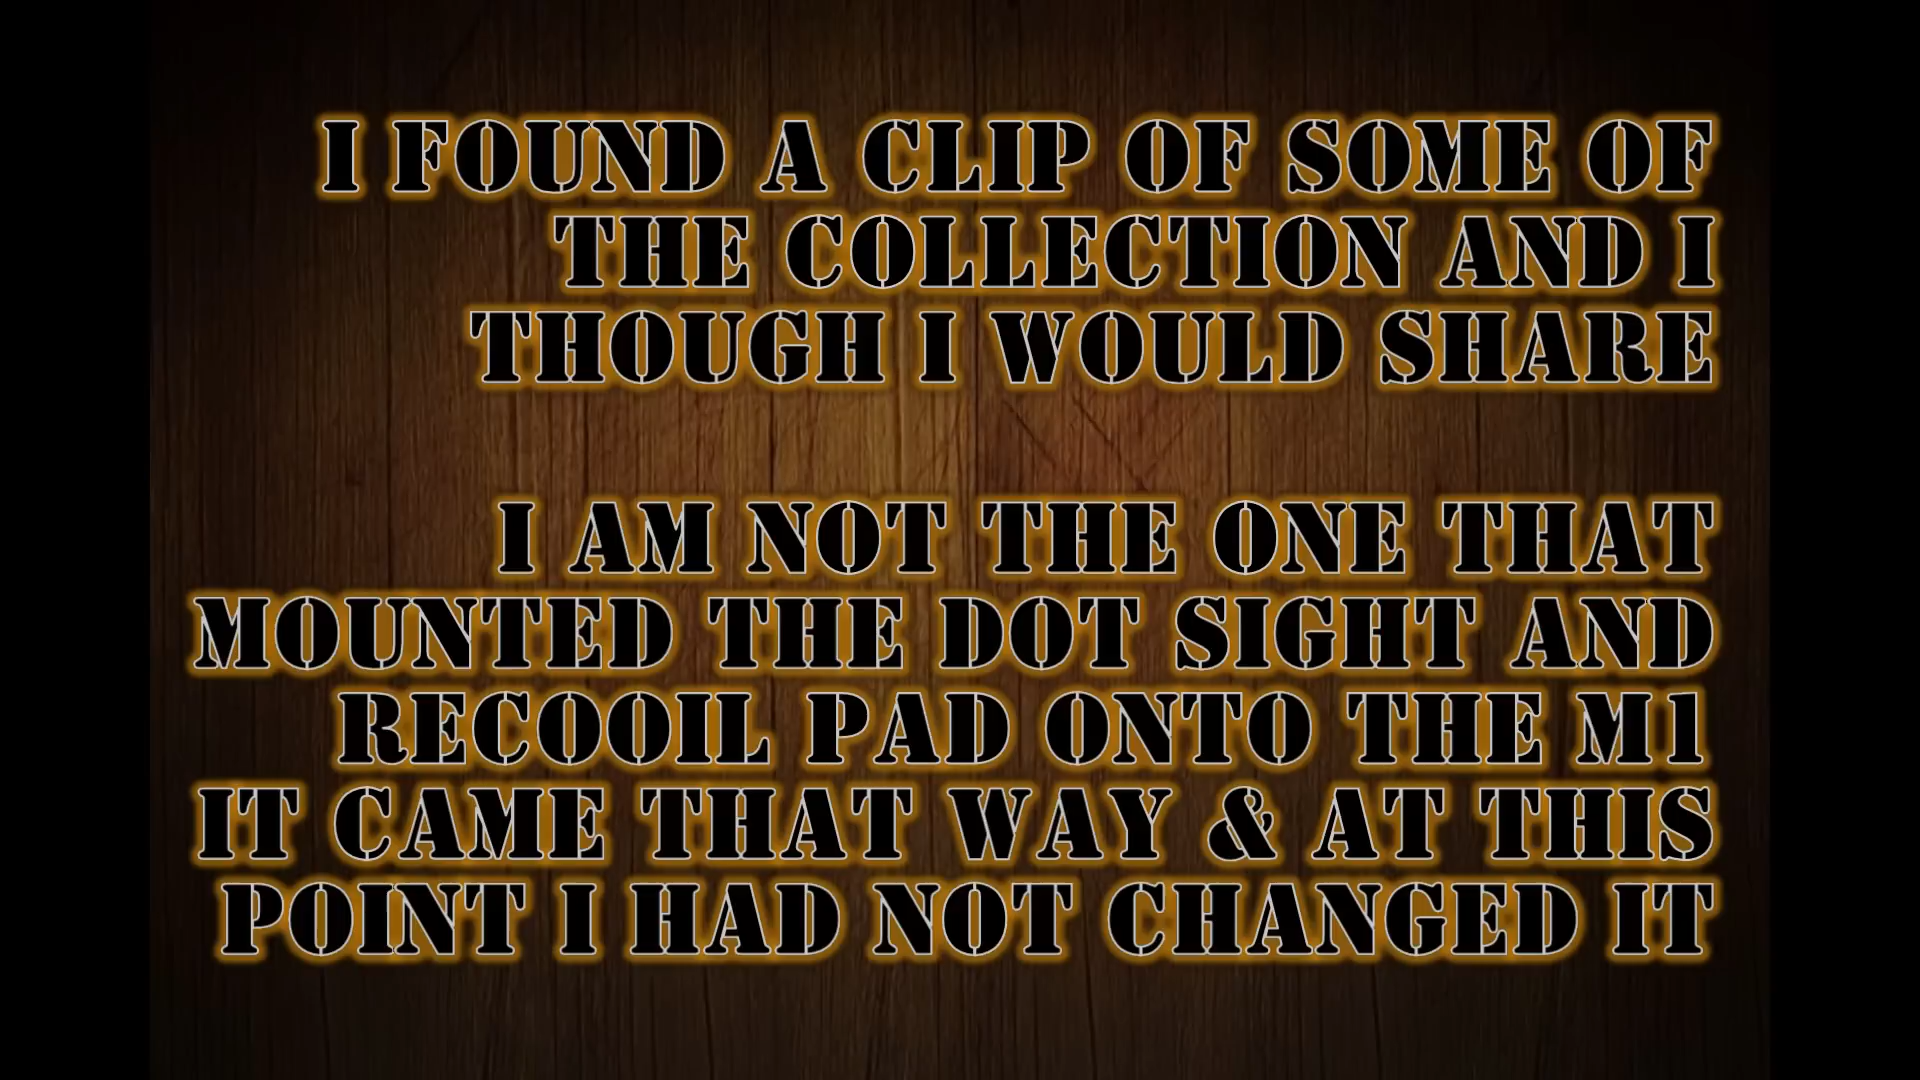 I FOUND A CLIP OF SOME OF
THE COLLECTION AND I
THOUGH I WOULD SHARE
I AM NOT THE ONE THAT
MOUNTED THE DOT SIGHT AND
RECOOIL PAD ONTO THE M1
IT CAME THAT WAY & AT THIS
POINT I HAD NOT CHANGED IT